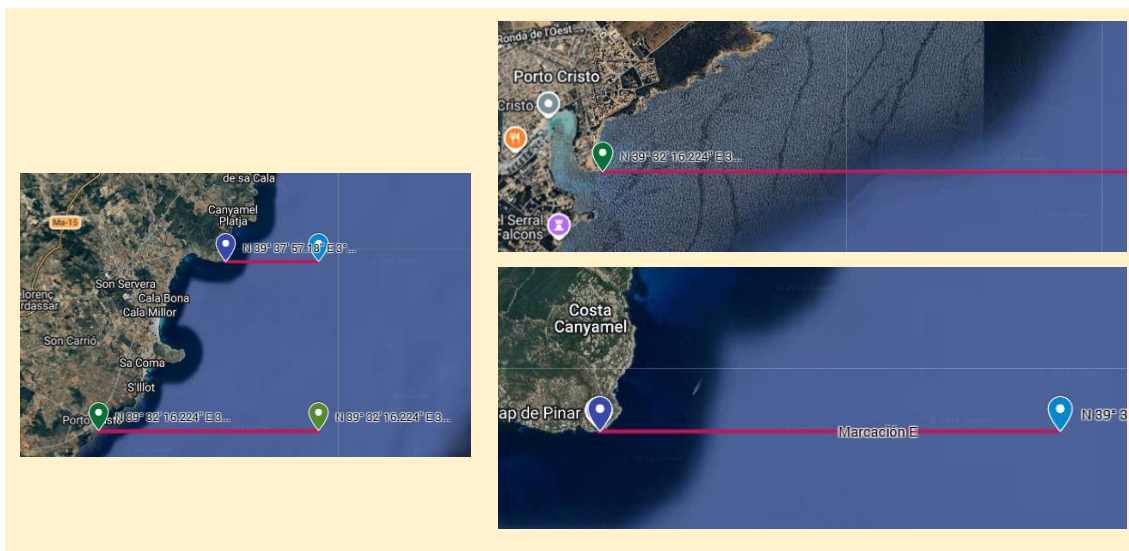 de sa Cala
Canyamel
Platja
Ma-15
N 39° 37' 57.18" E 3°...
Son Servera
Cala Bona
Cala Millor
Son Carrió
Sa Coma
S'Illot
N 39° 32' 16.224" E 3...
N 39° 32' 16.224" E 3...
Ronda de l'Oest
Porto Cristo
Cristo
N 39° 32' 16.224" E 3...
el Serral
Falcons
Costa
Canyamel
ap de Pinar
N 39° 3
Marcación E